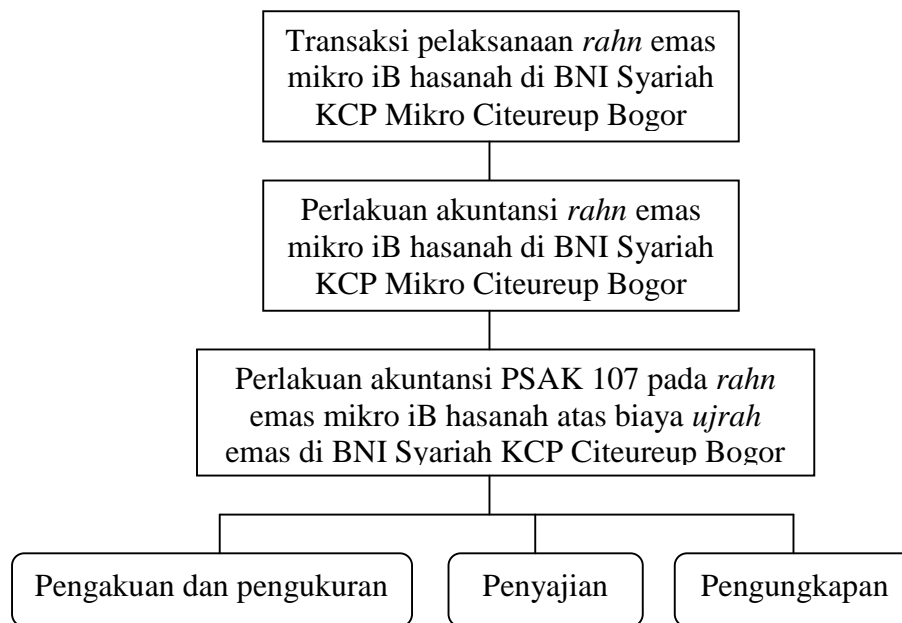 Transaksi pelaksanaan rahn emas
mikro iB hasanah di BNI Syariah
KCP Mikro Citeureup Bogor
Perlakuan akuntansi rahn emas
mikro iB hasanah di BNI Syariah
KCP Mikro Citeureup Bogor
Perlakuan akuntansi PSAK 107 pada rahn
emas mikro iB hasanah atas biaya ujrah
emas di BNI Syariah KCP Citeureup Bogor
Pengakuan dan pengukuran
Penyajian
Pengungkapan